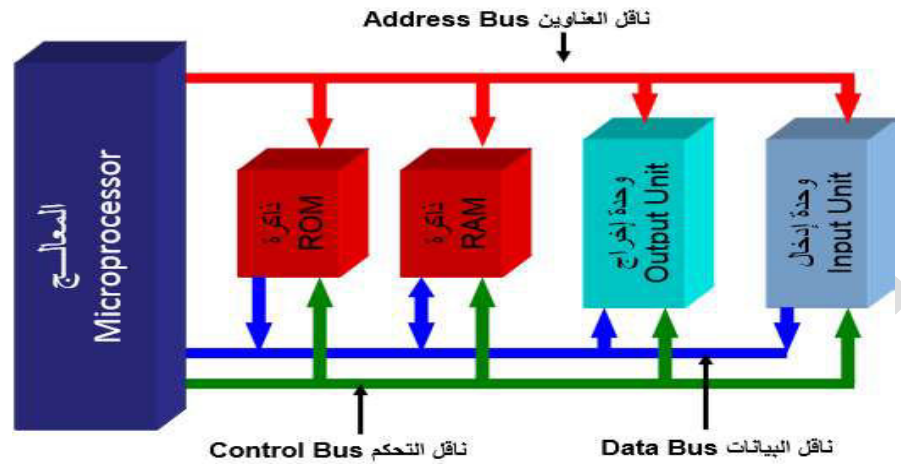 ناقل العناوين Address Bus
المعالج
Microprocessor
ذاكرة
ROM
ذاكرة
RAM
وحدة إخراج
Output Unit
وحدة إدخال
Input Unit
ناقل التحكم Control Bus
ناقل البيانات Data Bus